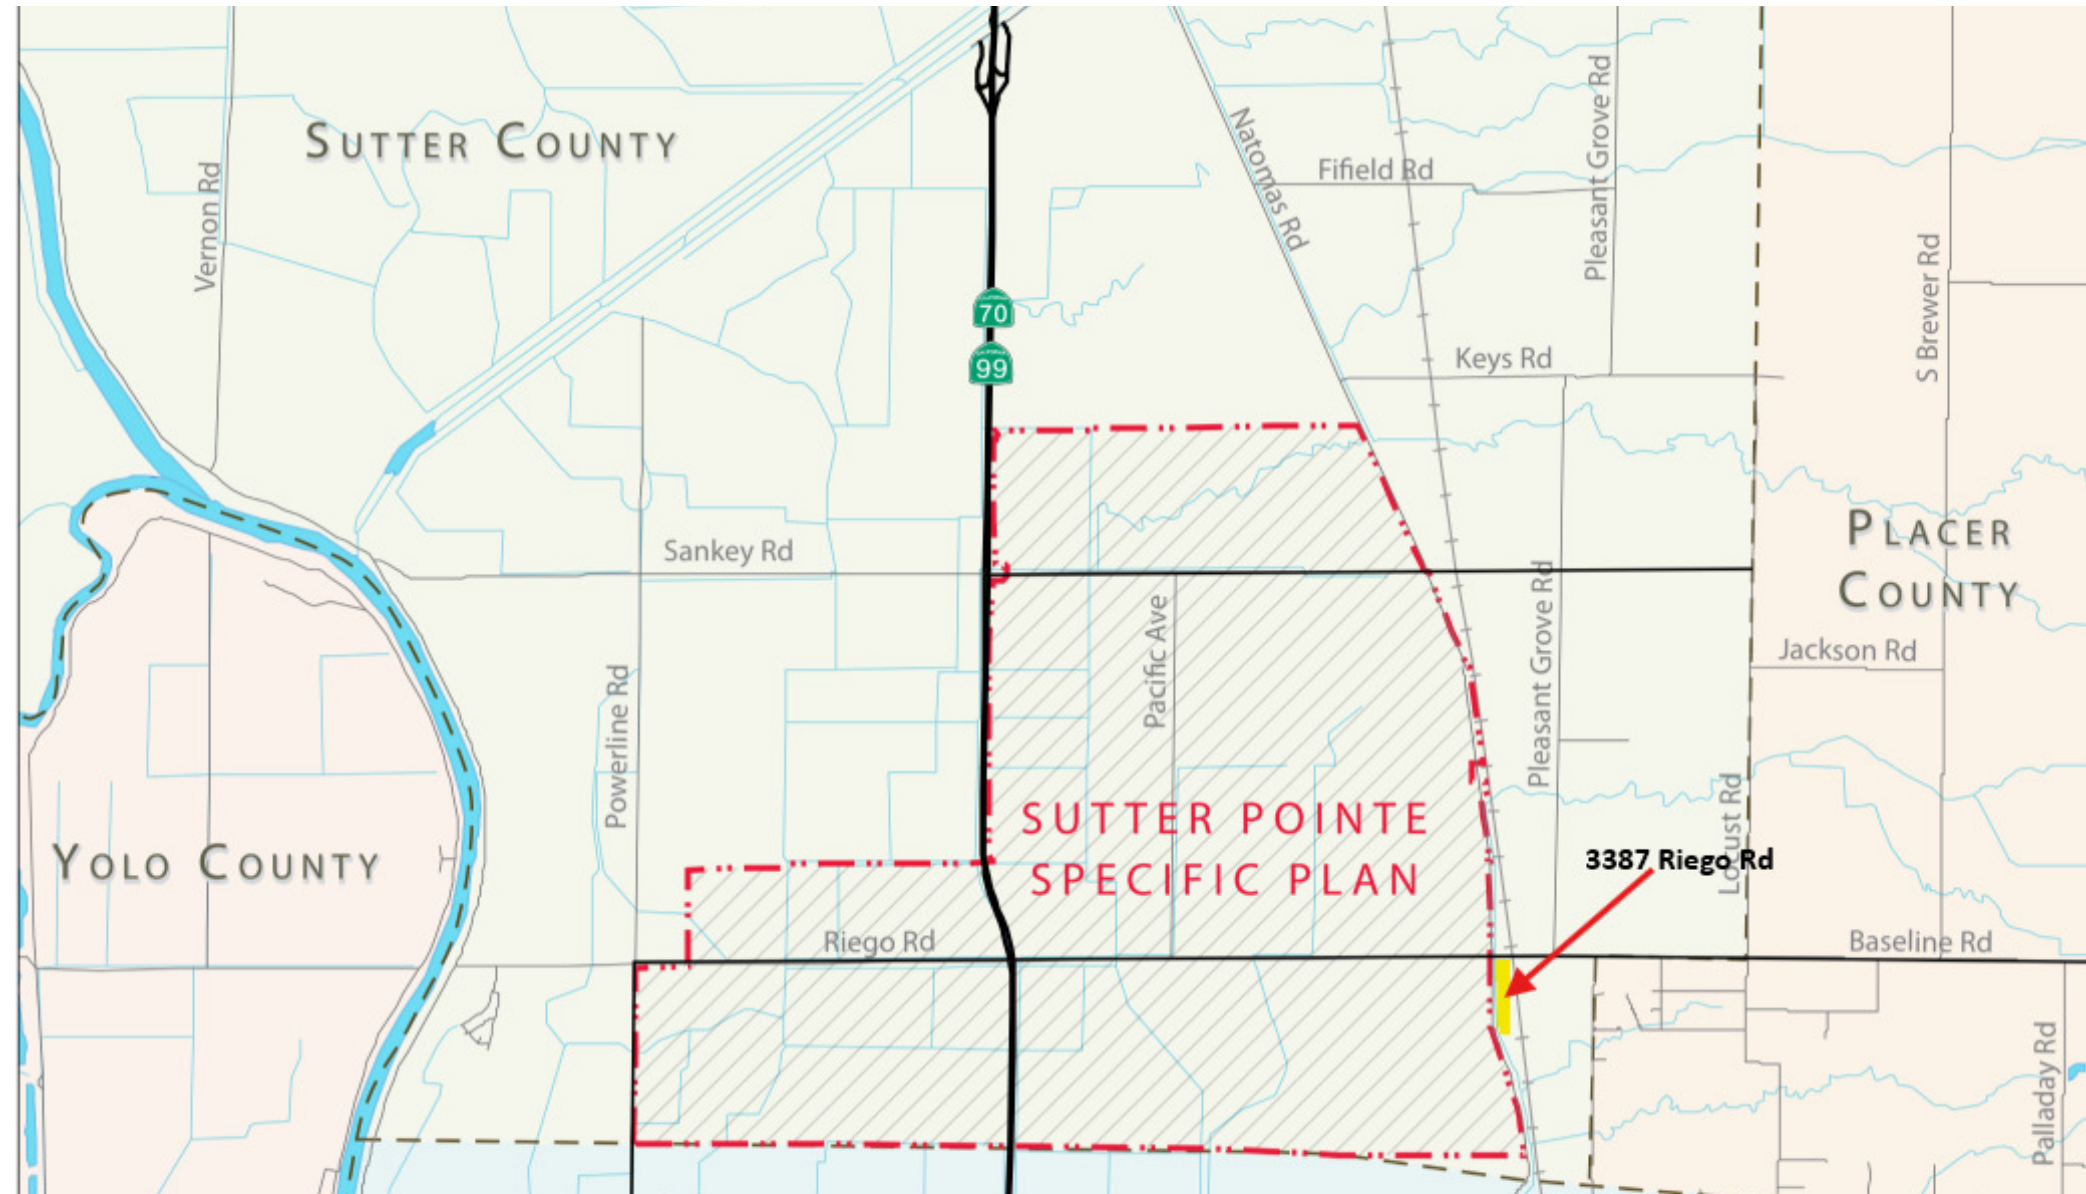 SUTTER COUNTY
Vernon Rd
Natomas Rd
Fifield Rd
Pleasant Grove Rd
S Brewer Rd
70
99
Keys Rd
Sankey Rd
PLACER
COUNTY
Jackson Rd
Pacific Ave
Powerline Rd
Pleasant Grove Rd
Locust Rd
SUTTER POINTE
SPECIFIC PLAN
YOLO COUNTY
3387 Riego Rd
Riego Rd
Baseline Rd
Palladay Rd